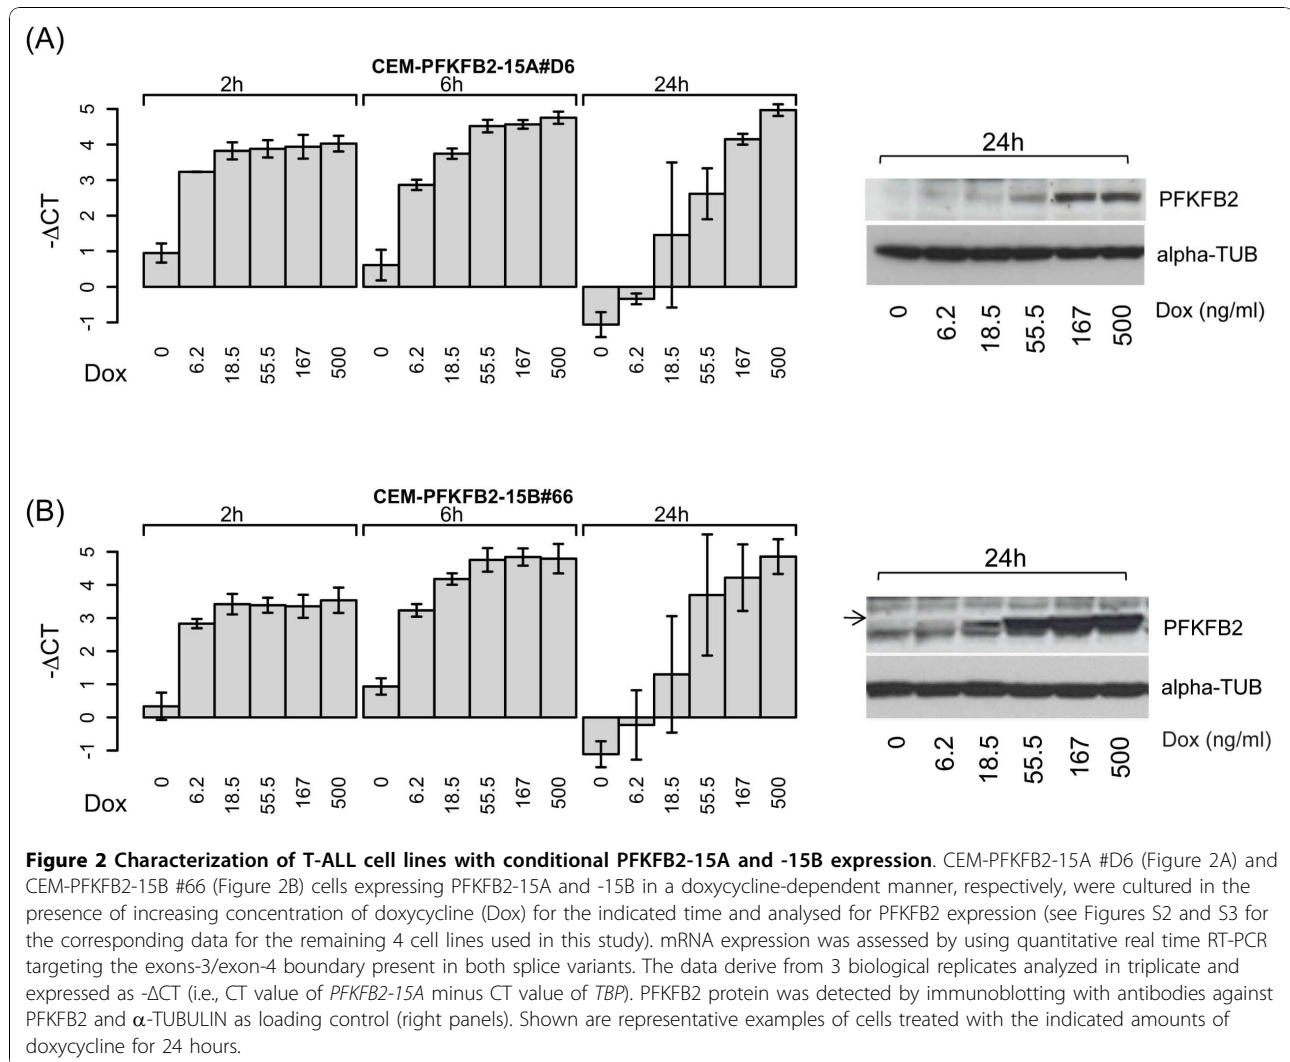 (A)
CEM-PFKFB2-15A#D6
2h 6h 24h
5
4
3
2
1
0
-1
-ΔCT
Dox
0 6.2 18.5 55.5 167 500 0 6.2 18.5 55.5 167 500 0 6.2 18.5 55.5 167 500
24h
PFKFB2
alpha-TUB
0 6.2 18.5 55.5 167 500 Dox (ng/ml)
(B)
CEM-PFKFB2-15B#66
2h 6h 24h
5
4
3
2
1
0
-1
-ΔCT
Dox
0 6.2 18.5 55.5 167 500 0 6.2 18.5 55.5 167 500 0 6.2 18.5 55.5 167 500
24h
PFKFB2
alpha-TUB
0 6.2 18.5 55.5 167 500 Dox (ng/ml)
Figure 2 Characterization of T-ALL cell lines with conditional PFKFB2-15A and -15B expression. CEM-PFKFB2-15A #D6 (Figure 2A) and
CEM-PFKFB2-15B #66 (Figure 2B) cells expressing PFKFB2-15A and -15B in a doxycycline-dependent manner, respectively, were cultured in the
presence of increasing concentration of doxycycline (Dox) for the indicated time and analysed for PFKFB2 expression (see Figures S2 and S3 for
the corresponding data for the remaining 4 cell lines used in this study). mRNA expression was assessed by using quantitative real time RT-PCR
targeting the exons-3/exon-4 boundary present in both splice variants. The data derive from 3 biological replicates analyzed in triplicate and
expressed as -ΔCT (i.e., CT value of PFKFB2-15A minus CT value of TBP). PFKFB2 protein was detected by immunoblotting with antibodies against
PFKFB2 and α-TUBULIN as loading control (right panels). Shown are representative examples of cells treated with the indicated amounts of
doxycycline for 24 hours.